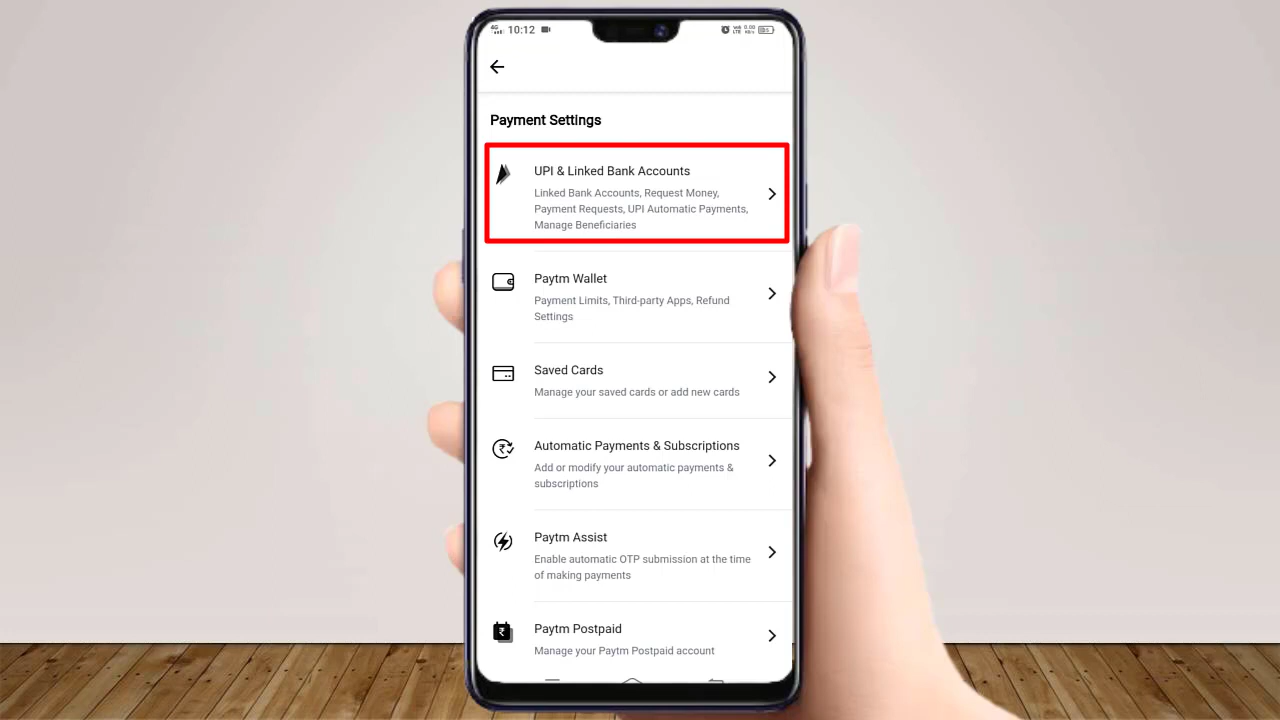 4G 10:12
Payment Settings
UPI & Linked Bank Accounts
Linked Bank Accounts, Request Money,
Payment Requests, UPI Automatic Payments,
Manage Beneficiaries
Paytm Wallet
Payment Limits, Third-party Apps, Refund
Settings
Saved Cards
Manage your saved cards or add new cards
Automatic Payments & Subscriptions
Add or modify your automatic payments &
subscriptions
Paytm Assist
Enable automatic OTP submission at the time
of making payments
Paytm Postpaid
Manage your Paytm Postpaid account